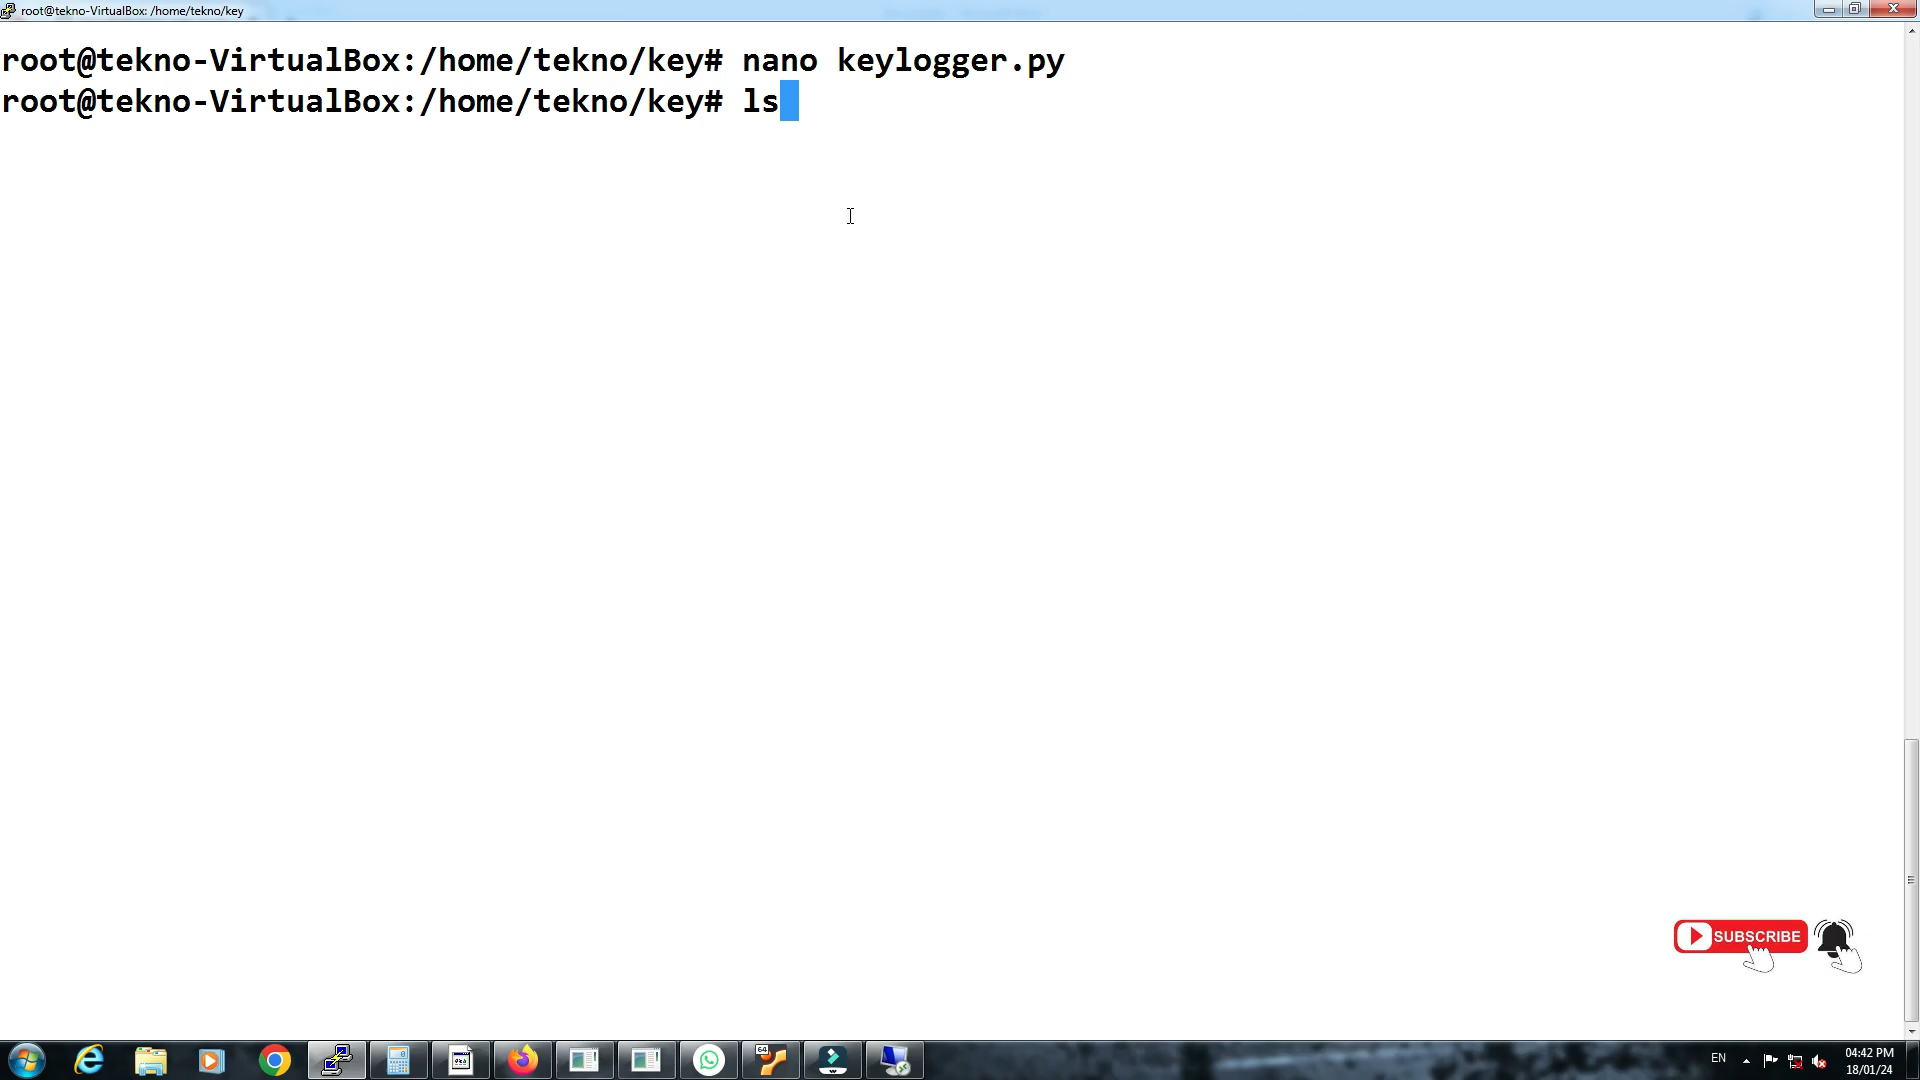 root@tekno-VirtualBox: /home/tekno/key
root@tekno-VirtualBox:/home/tekno/key# nano keylogger.py
root@tekno-VirtualBox:/home/tekno/key# ls
SUBSCRIBE
64
W
EN
04:42 PM
18/01/24